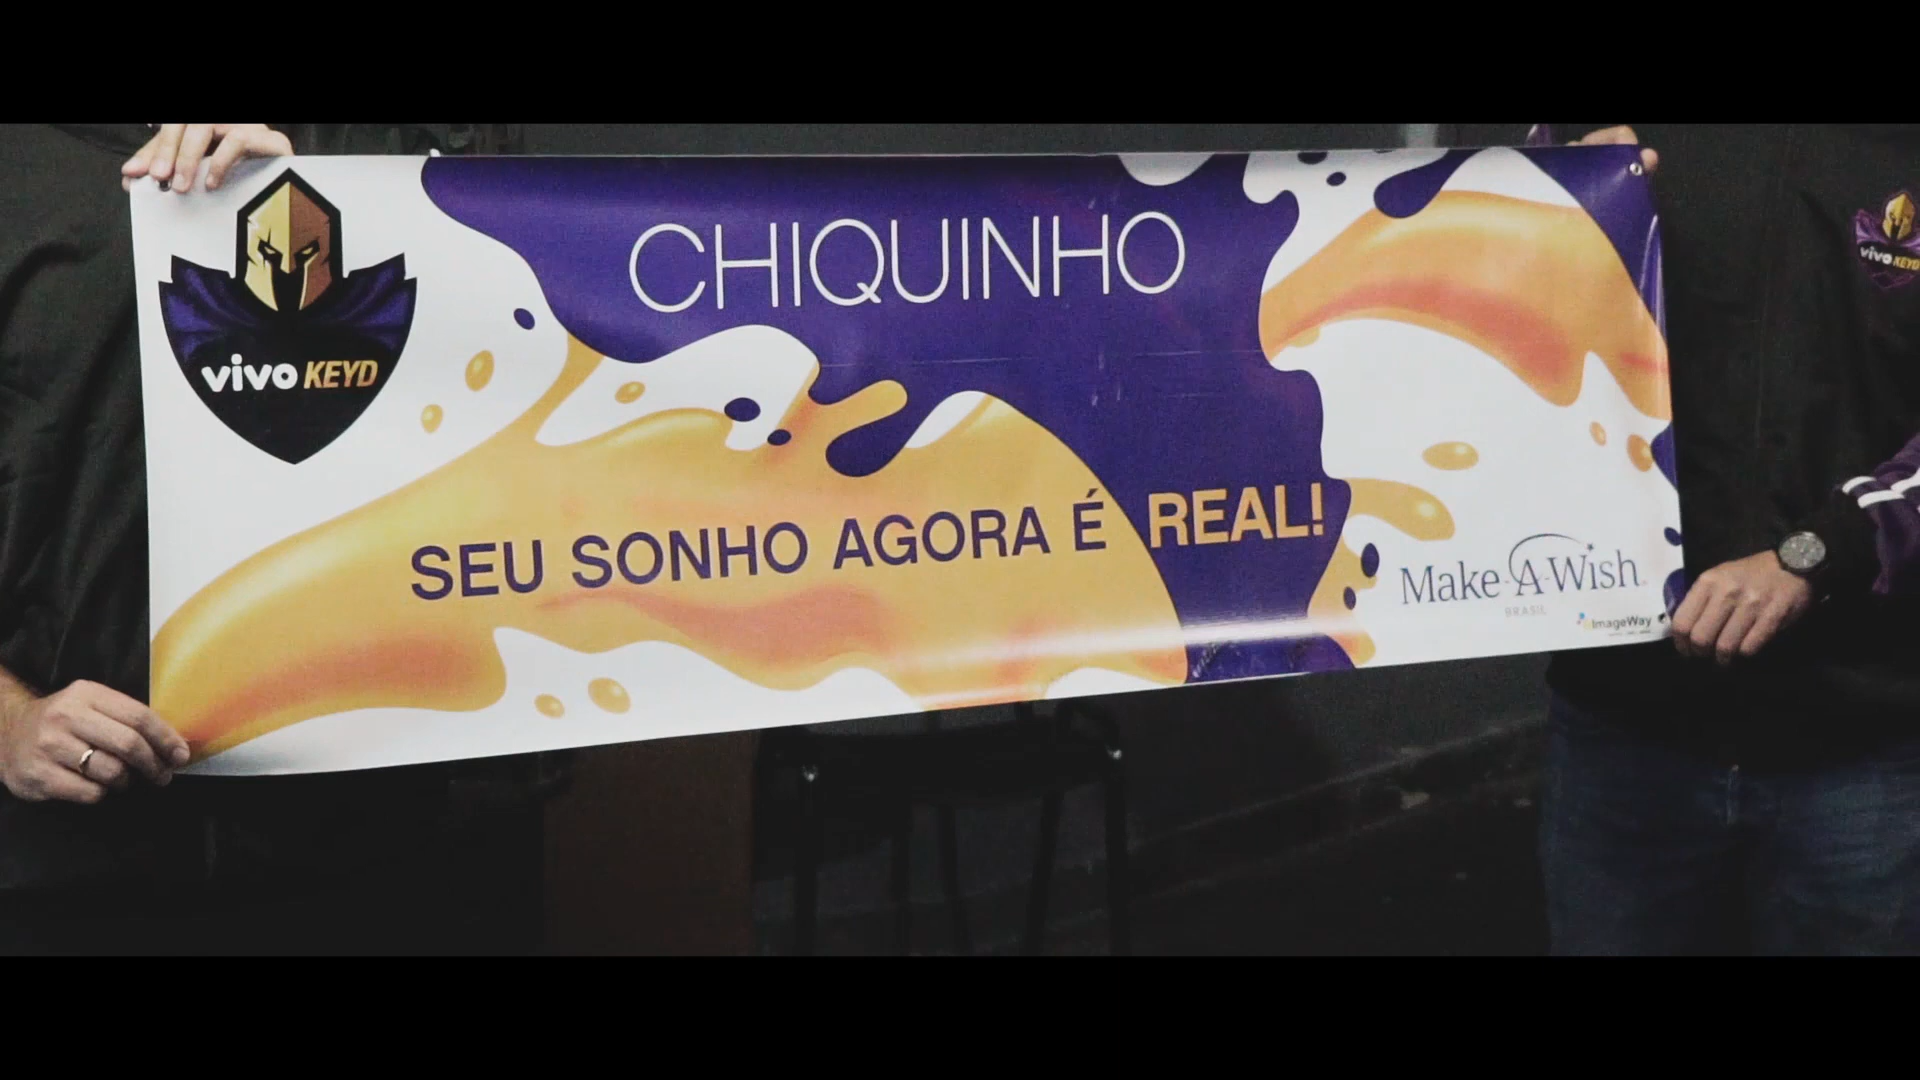 CHIQUINHO
vivo KEYD
vivo KEYD
SEU SONHO AGORA É REAL!
Make-A-Wish
BRASIL
ImageWay